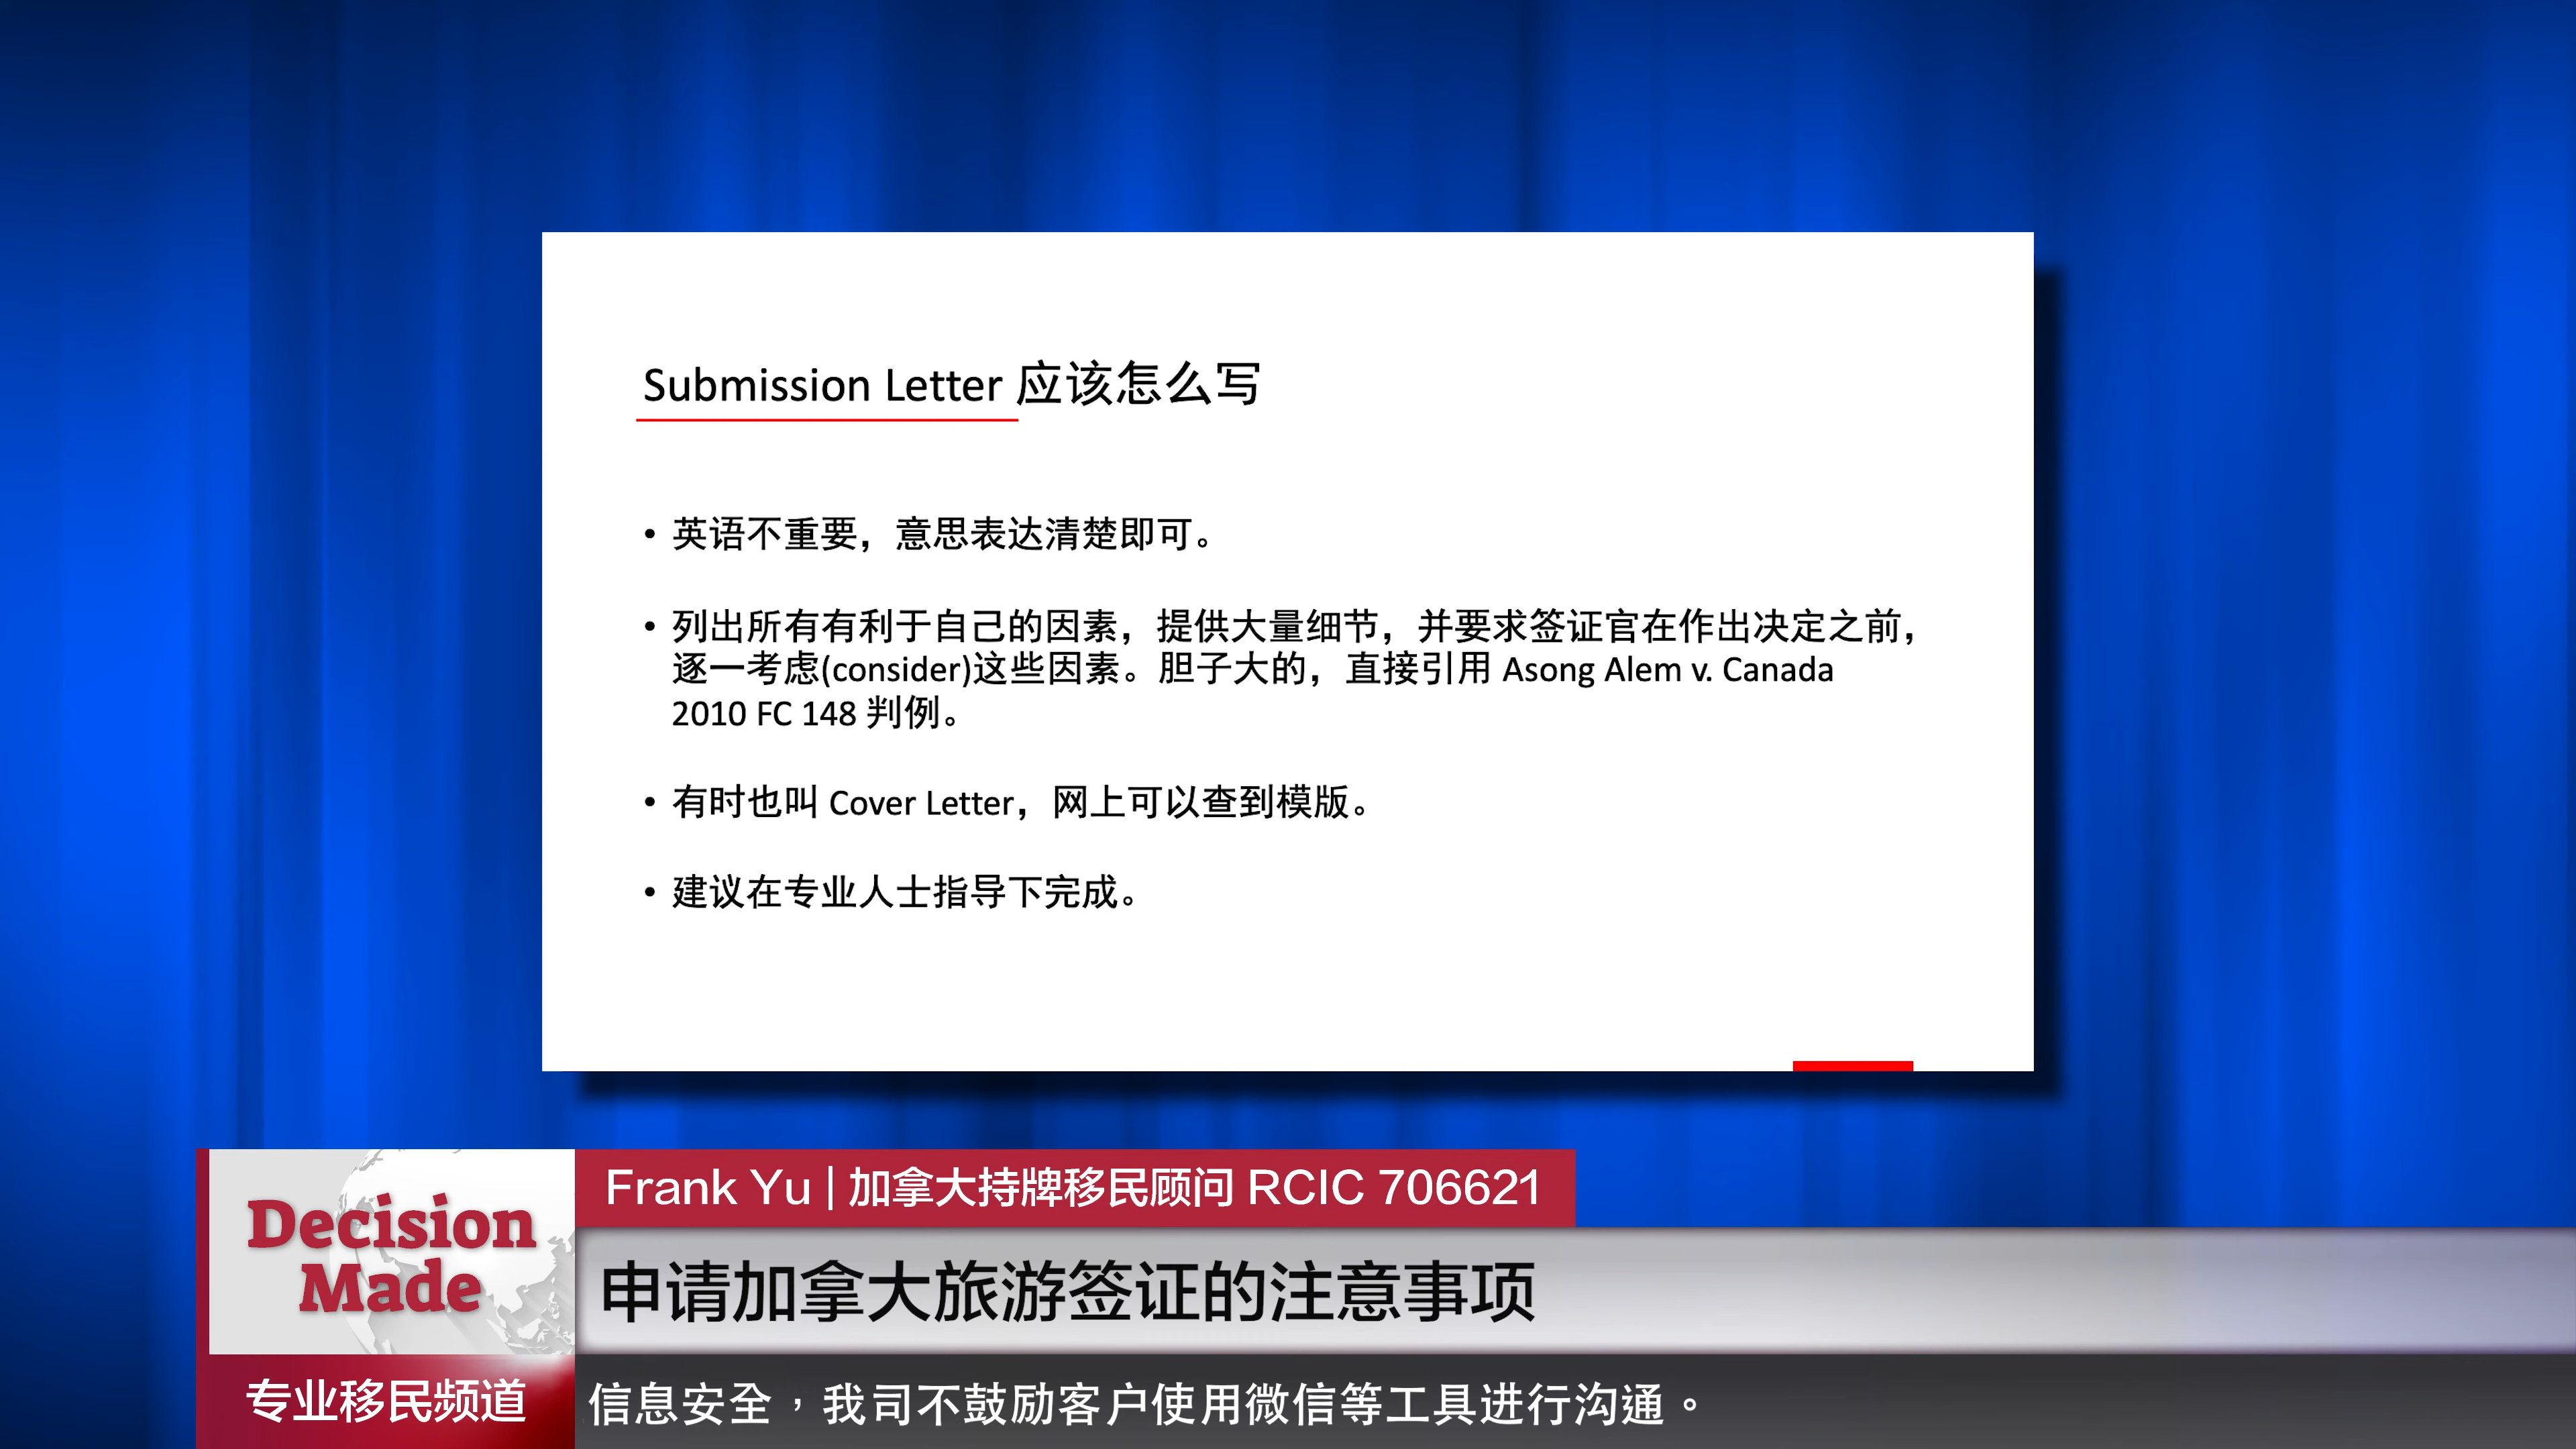 Submission Letter 应该怎么写
• 英语不重要，意思表达清楚即可。
• 列出所有有利于自己的因素，提供大量细节，并要求签证官在作出决定之前，
逐一考虑(consider)这些因素。胆子大的，直接引用 Asong Alem v. Canada
2010 FC 148 判例。
• 有时也叫 Cover Letter，网上可以查到模版。
• 建议在专业人士指导下完成。
Frank Yu | 加拿大持牌移民顾问 RCIC 706621
Decision
Made
申请加拿大旅游签证的注意事项
专业移民频道
信息安全，我司不鼓励客户使用微信等工具进行沟通。